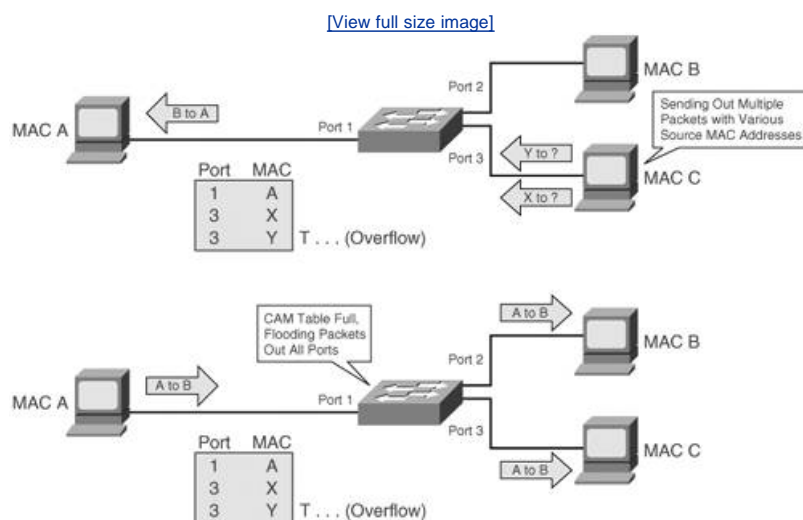 [View full size image]
MAC A
B to A
Port 1
Port 2
Port 3
MAC B
Sending Out Multiple
Packets with Various
Source MAC Addresses
Y to ?
X to ?
MAC C
Port MAC
1 A
3 X
3 Y T . . . (Overflow)
CAM Table Full,
Flooding Packets
Out All Ports
A to B
MAC B
MAC A
A to B
Port 1
Port 2
Port 3
MAC C
A to B
Port MAC
1 A
3 X
3 Y T . . . (Overflow)